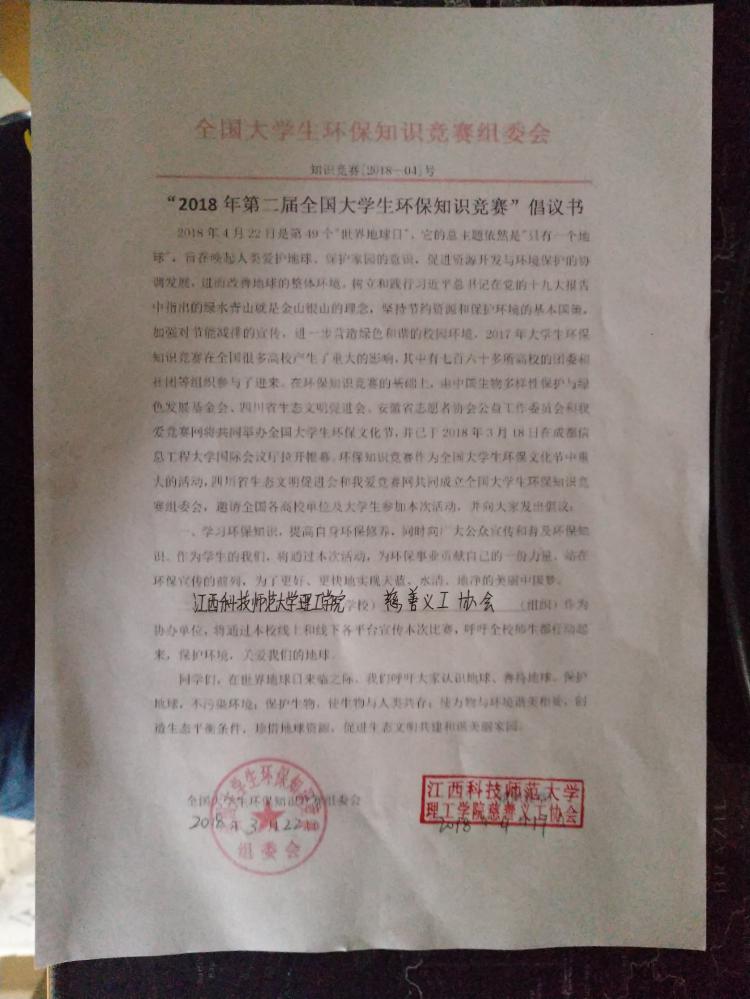 全国大学生环保知识竞赛组委会
知识竞赛[2018-04]号
“2018 年第二届全国大学生环保知识竞赛”倡议书
2018 年 4 月 22 日是第 49 个"世界地球日"，它的总主题依然是"只有一个地
球"，旨在唤起人类爱护地球、保护家园的意识，促进资源开发与环境保护的协
调发展，进而改善地球的整体环境。树立和践行习近平总书记在党的十九大报告
中指出的绿水青山就是金山银山的理念，坚持节约资源和保护环境的基本国策，
加强对节能减排的宣传，进一步营造绿色和谐的校园环境，2017 年大学生环保
知识竞赛在全国很多高校产生了重大的影响，其中有七百六十多所高校的团委和
社团等组织参与了进来。在环保知识竞赛的基础上，由中国生物多样性保护与绿
色发展基金会、四川省生态文明促进会、安徽省志愿者协会公益工作委员会和我
爱竞赛网将共同举办全国大学生环保文化节，并已于 2018 年 3 月 18 日在成都信
息工程大学国际会议厅拉开帷幕。环保知识竞赛作为全国大学生环保文化节中重
大的活动，四川省生态文明促进会和我爱竞赛网共同成立全国大学生环保知识竞
赛组委会，邀请全国各高校单位及大学生参加本次活动，并向大家发出倡议：
一、学习环保知识，提高自身环保修养，同时向广大公众宣传和普及环保知
识。作为学生的我们，将通过本次活动，为环保事业贡献自己的一份力量，站在
环保宣传的前列，为了更好、更快地实现天蓝、水清、地净的美丽中国梦。
江西科技师范大学理工学院 学校） 慈善义工协会 （组织）作为
协办单位，将通过本校线上和线下各平台宣传本次比赛，呼吁全校师生都行动起
来，保护环境，关爱我们的地球。
同学们，在世界地球日来临之际，我们呼吁大家认识地球、善待地球、保护
地球，不污染环境；保护生物，使生物与人类共存；使万物与环境谐美相处，创
造生态平衡条件，珍惜地球资源，促进生态文明共建和谐美丽家园。
全国大学生环保知识竞赛组委会
2018 年 3 月 22 日
组委会
江西科技师范大学
理工学院慈善义工协会
2018